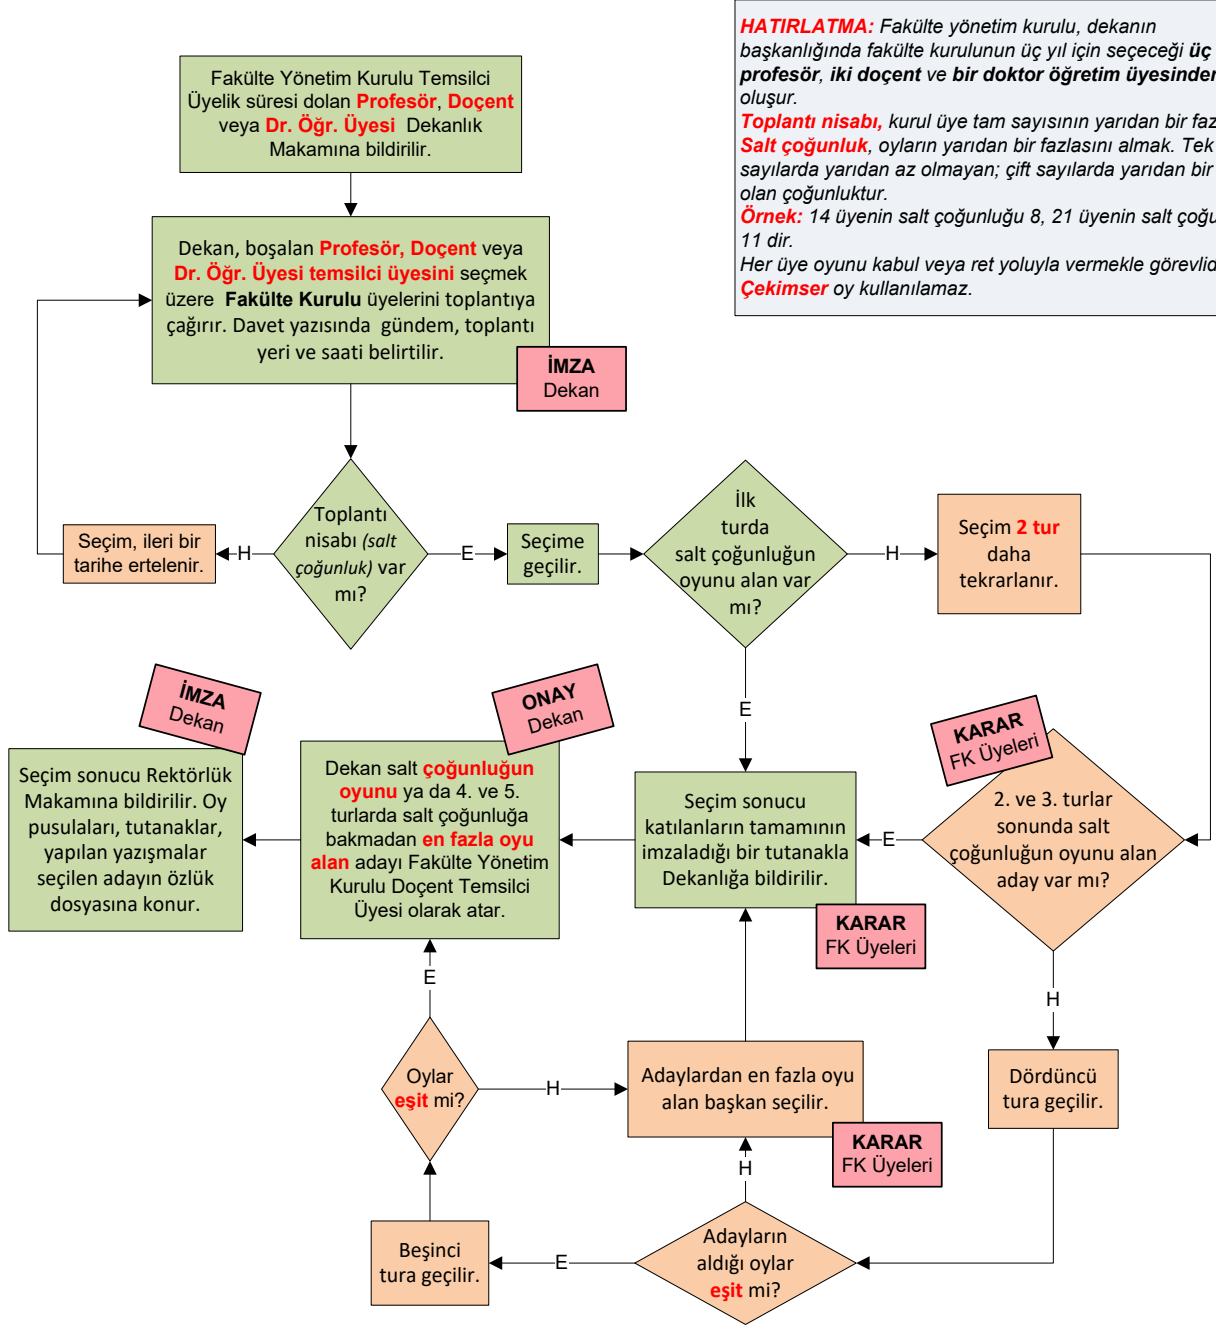 HATIRLATMA: Fakülte yönetim kurulu, dekanın
başkanlığında fakülte kurulunun üç yıl için seçeceği üç
profesör, iki doçent ve bir doktor öğretim üyesinden
oluşur.
Toplantı nisabı, kurul üye tam sayısının yarıdan bir
Salt çoğunluk, oyların yarıdan bir fazlasını almak. Tek
sayılarda yarıdan az olmayan; çift sayılarda yarıdan bir
olan çoğunluktur.
Örnek: 14 üyenin salt çoğunluğu 8, 21 üyenin salt
11 dir.
Her üye oyunu kabul veya ret yoluyla vermekle
Çekimser oy kullanılamaz.
Fakülte Yönetim Kurulu Temsilci
Üyelik süresi dolan Profesör, Doçent
veya Dr. Öğr. Üyesi Dekanlık
Makamına bildirilir.
Dekan, boşalan Profesör, Doçent veya
Dr. Öğr. Üyesi temsilci üyesini seçmek
üzere Fakülte Kurulu üyelerini toplantıya
çağırır. Davet yazısında gündem, toplantı
yeri ve saati belirtilir.
İMZA
Dekan
Toplantı
nisabı (salt
çoğunluk) var
mı?
H
Seçim, ileri bir
tarihe ertelenir.
E
Seçime
geçilir.
İlk
turda
salt çoğunluğun
oyunu alan var
mı?
H
Seçim 2 tur
daha
tekrarlanır.
E
KARAR
FK Üyeleri
2. ve 3. turlar
sonunda salt
çoğunluğun oyunu alan
aday var mı?
E
Seçim sonucu
katılanların tamamının
imzaladığı bir tutanakla
Dekanlığa bildirilir.
KARAR
FK Üyeleri
ONAY
Dekan
Dekan salt çoğunluğun
oyunu ya da 4. ve 5.
turlarda salt çoğunluğa
bakmadan en fazla oyu
alan adayı Fakülte Yönetim
Kurulu Doçent Temsilci
Üyesi olarak atar.
İMZA
Dekan
Seçim sonucu Rektörlük
Makamına bildirilir. Oy
pusulaları, tutanaklar,
yapılan yazışmalar
seçilen adayın özlük
dosyasına konur.
H
Dördüncü
tura geçilir.
Adayların
aldığı oylar
eşit mi?
H
Adaylardan en fazla oyu
alan başkan seçilir.
KARAR
FK Üyeleri
E
Beşinci
tura geçilir.
Oylar
eşit mi?
H
E